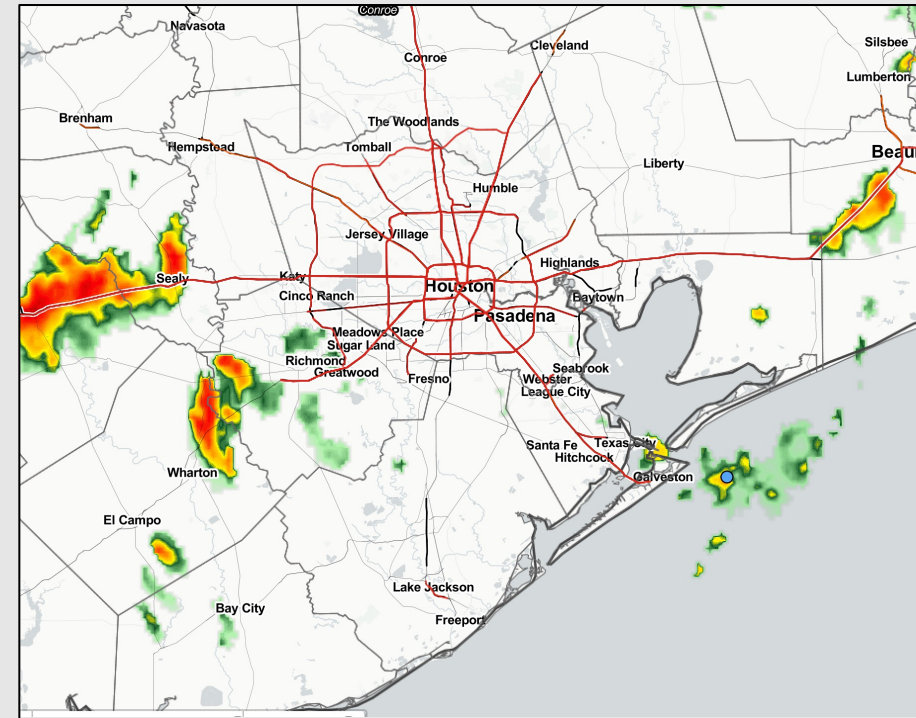 Conroe
Navasota
Silsbee
Cleveland
Conroe
Lumberton
Brenham
The Woodlands
Hempstead
Tomball
Beau
Liberty
Humble
Jersey Village
Highlands
Sealy
Katy
Houston
Cinco Ranch
Baytown
Pasadena
Meadows Place
Sugar Land
Richmond
Seabrook
Greatwood
Fresno
Webster
League City
Santa Fe
Texas City
Hitchcock
Wharton
Galveston
El Campo
Lake Jackson
Bay City
Freeport